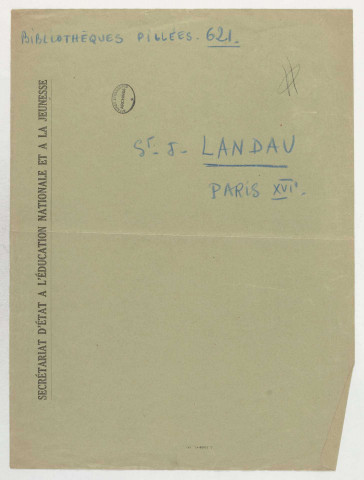 BIBLIOTHÈQUES PILLÉES. 621.
St- J- LANDAU
PARIS XVIe.
SECRÉTARIAT D'ÉTAT A L'ÉDUCATION NATIONALE ET A LA JEUNESSE